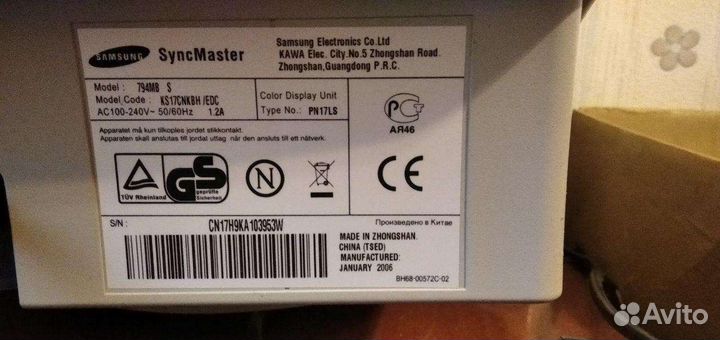 SAMSUNG SyncMaster
Samsung Electronics Co.Ltd
KAWA Elec. City.No.5 Zhongshan Road.
Zhongshan,Guangdong P.R.C.
Model : 794MB S
Model Code: KS17CNKBH /EDC
AC100-240V~ 50/60Hz 1.2A
Color Display Unit
Type No.: PN17LS
Apparatet må kun tilkoples jordet stikkontakt.
Apparaten skall anslutas till jordat uttag när den ansluts till ett nätverk.
РСТ
АЯ46
TÜV Rheinland
GS
geprüfte
Sicherheit
N
CE
S/N :
CN17H9KA103953W
Произведено в Китае
MADE IN ZHONGSHAN.
CHINA (TSED)
MANUFACTURED:
JANUARY 2006
BH68-00572C-02
Avito